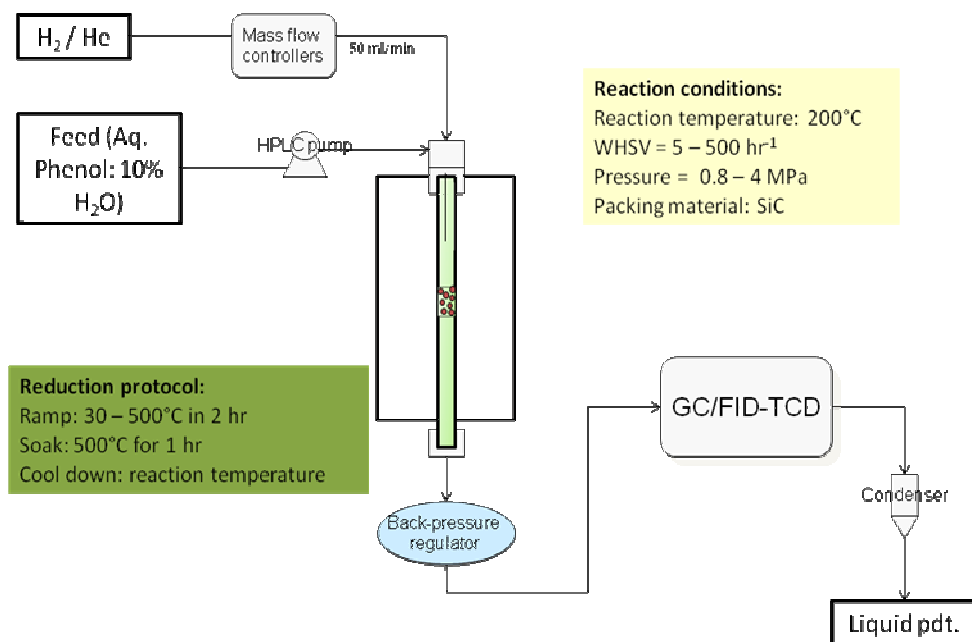 H₂ / He
Mass flow
controllers
50 ml/min
Feed (Aq.
Phenol: 10%
H₂O)
HPLC pump
Reaction conditions:
Reaction temperature: 200°C
WHSV = 5 – 500 hr⁻¹
Pressure = 0.8 – 4 MPa
Packing material: SiC
Reduction protocol:
Ramp: 30 – 500°C in 2 hr
Soak: 500°C for 1 hr
Cool down: reaction temperature
Back-pressure
regulator
GC/FID-TCD
Condenser
Liquid pdt.